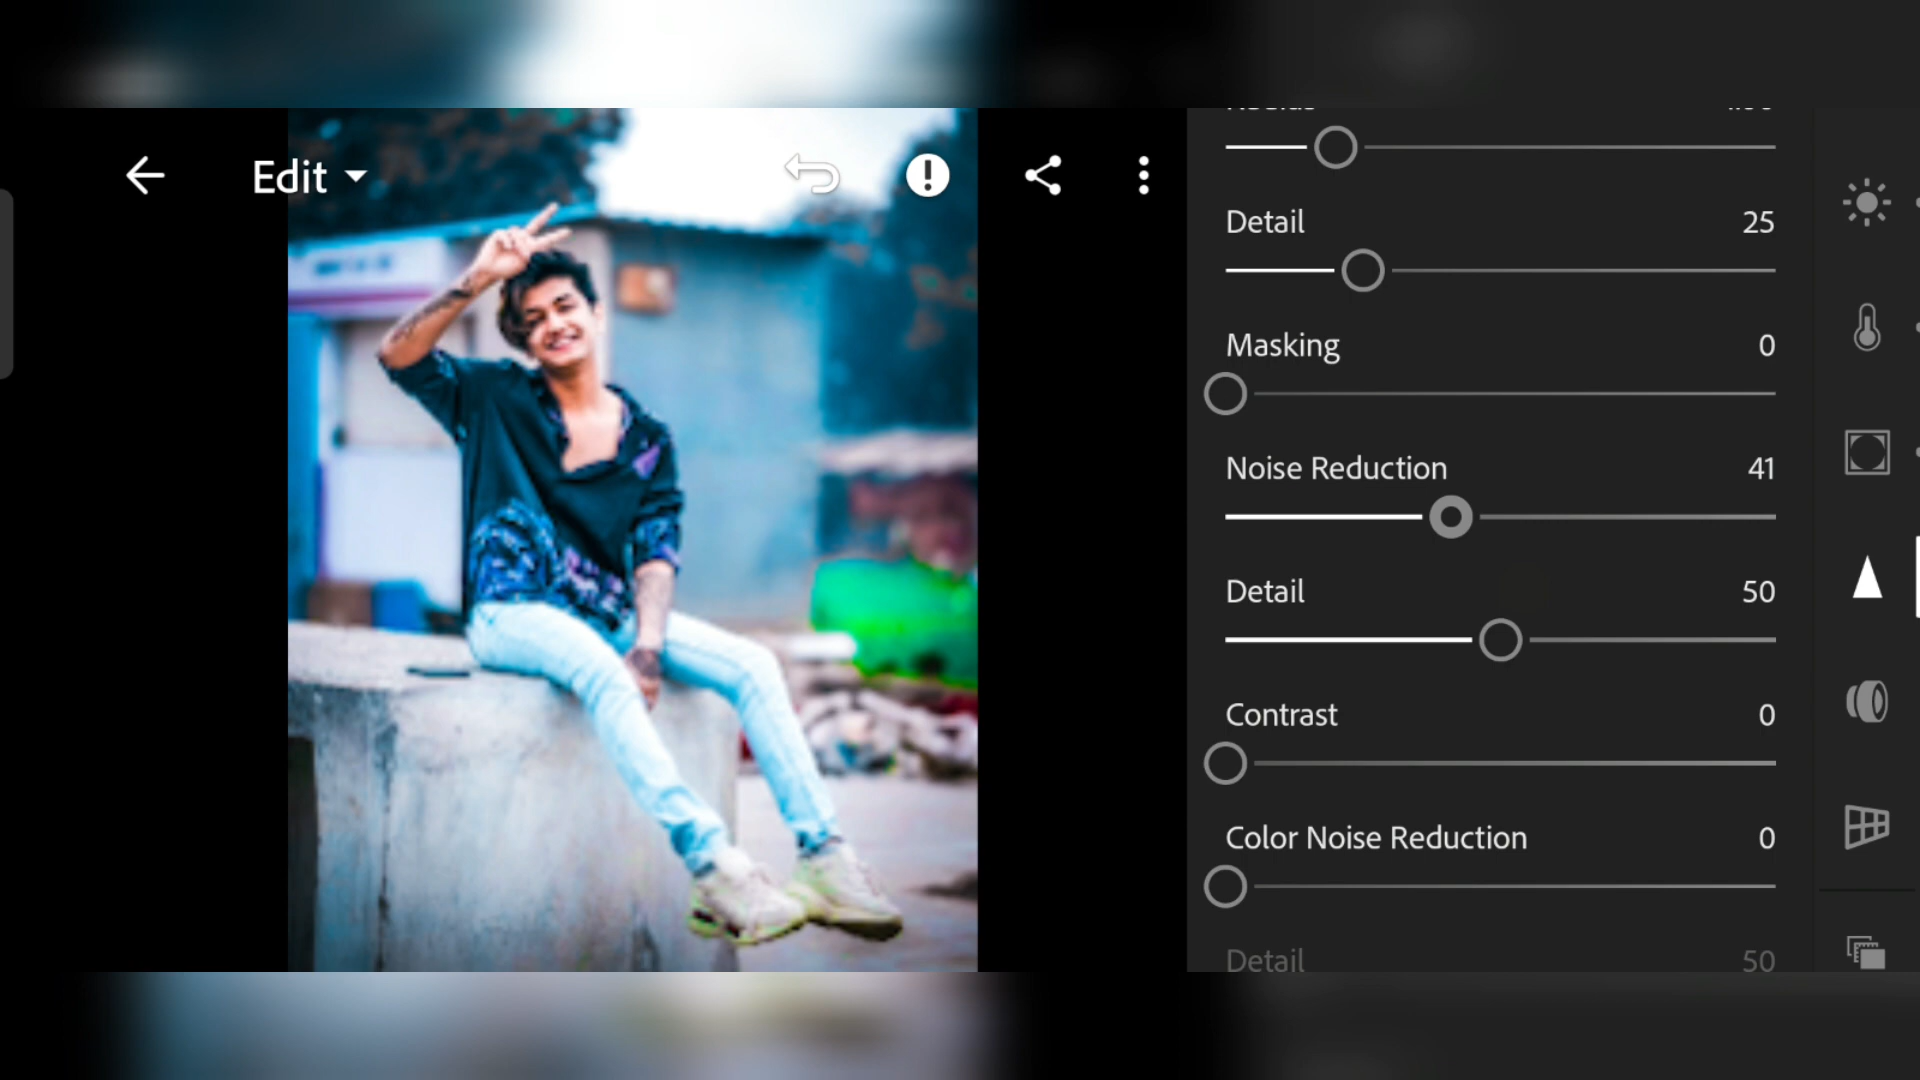 Edit
Detail 25
Masking 0
Noise Reduction 41
Detail 50
Contrast 0
Color Noise Reduction 0
Detail 50